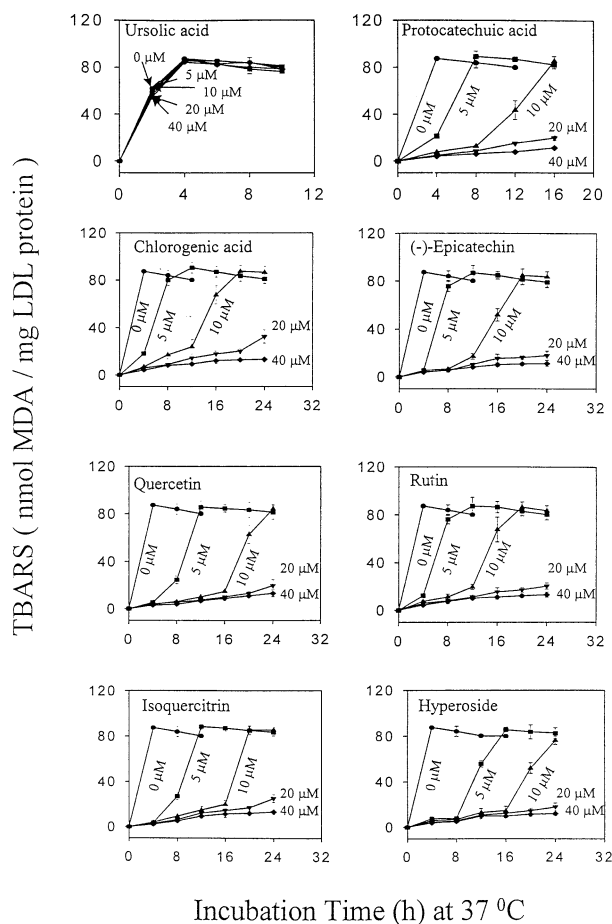 TBARS ( nmol MDA / mg LDL protein )
Ursolic acid
120
80
40
0
0 μM
5 μM
10 μM
20 μM
40 μM
0 4 8 12
Protocatechuic acid
120
80
40
0
0 μM
5 μM
10 μM
20 μM
40 μM
0 4 8 12 16 20
Chlorogenic acid
120
80
40
0
0 μM
5 μM
10 μM
20 μM
40 μM
0 8 16 24 32
(-)-Epicatechin
120
80
40
0
0 μM
5 μM
10 μM
20 μM
40 μM
0 8 16 24 32
Quercetin
120
80
40
0
0 μM
5 μM
10 μM
20 μM
40 μM
0 8 16 24 32
Rutin
120
80
40
0
0 μM
5 μM
10 μM
20 μM
40 μM
0 8 16 24 32
Isoquercitrin
120
80
40
0
0 μM
5 μM
10 μM
20 μM
40 μM
0 8 16 24 32
Hyperoside
120
80
40
0
0 μM
5 μM
10 μM
20 μM
40 μM
0 8 16 24 32
Incubation Time (h) at 37 ⁰C